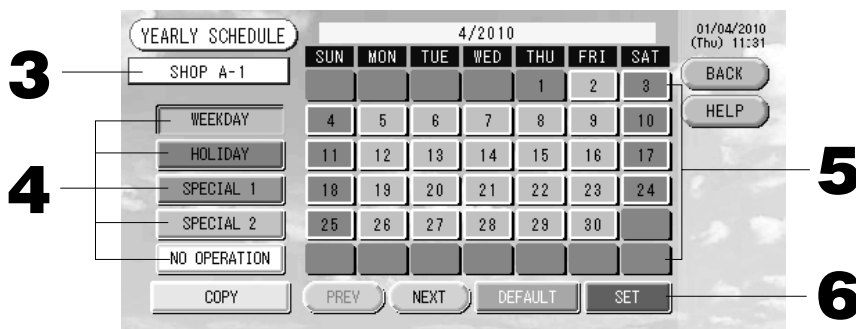 YEARLY SCHEDULE
4/2010
01/04/2010
(Thu) 11:31
3
SHOP A-1
SUN MON TUE WED THU FRI SAT
BACK
1 2 3
HELP
WEEKDAY
4 5 6 7 8 9 10
HOLIDAY
11 12 13 14 15 16 17
4
5
SPECIAL 1
18 19 20 21 22 23 24
SPECIAL 2
25 26 27 28 29 30
NO OPERATION
COPY
PREV NEXT DEFAULT SET
6